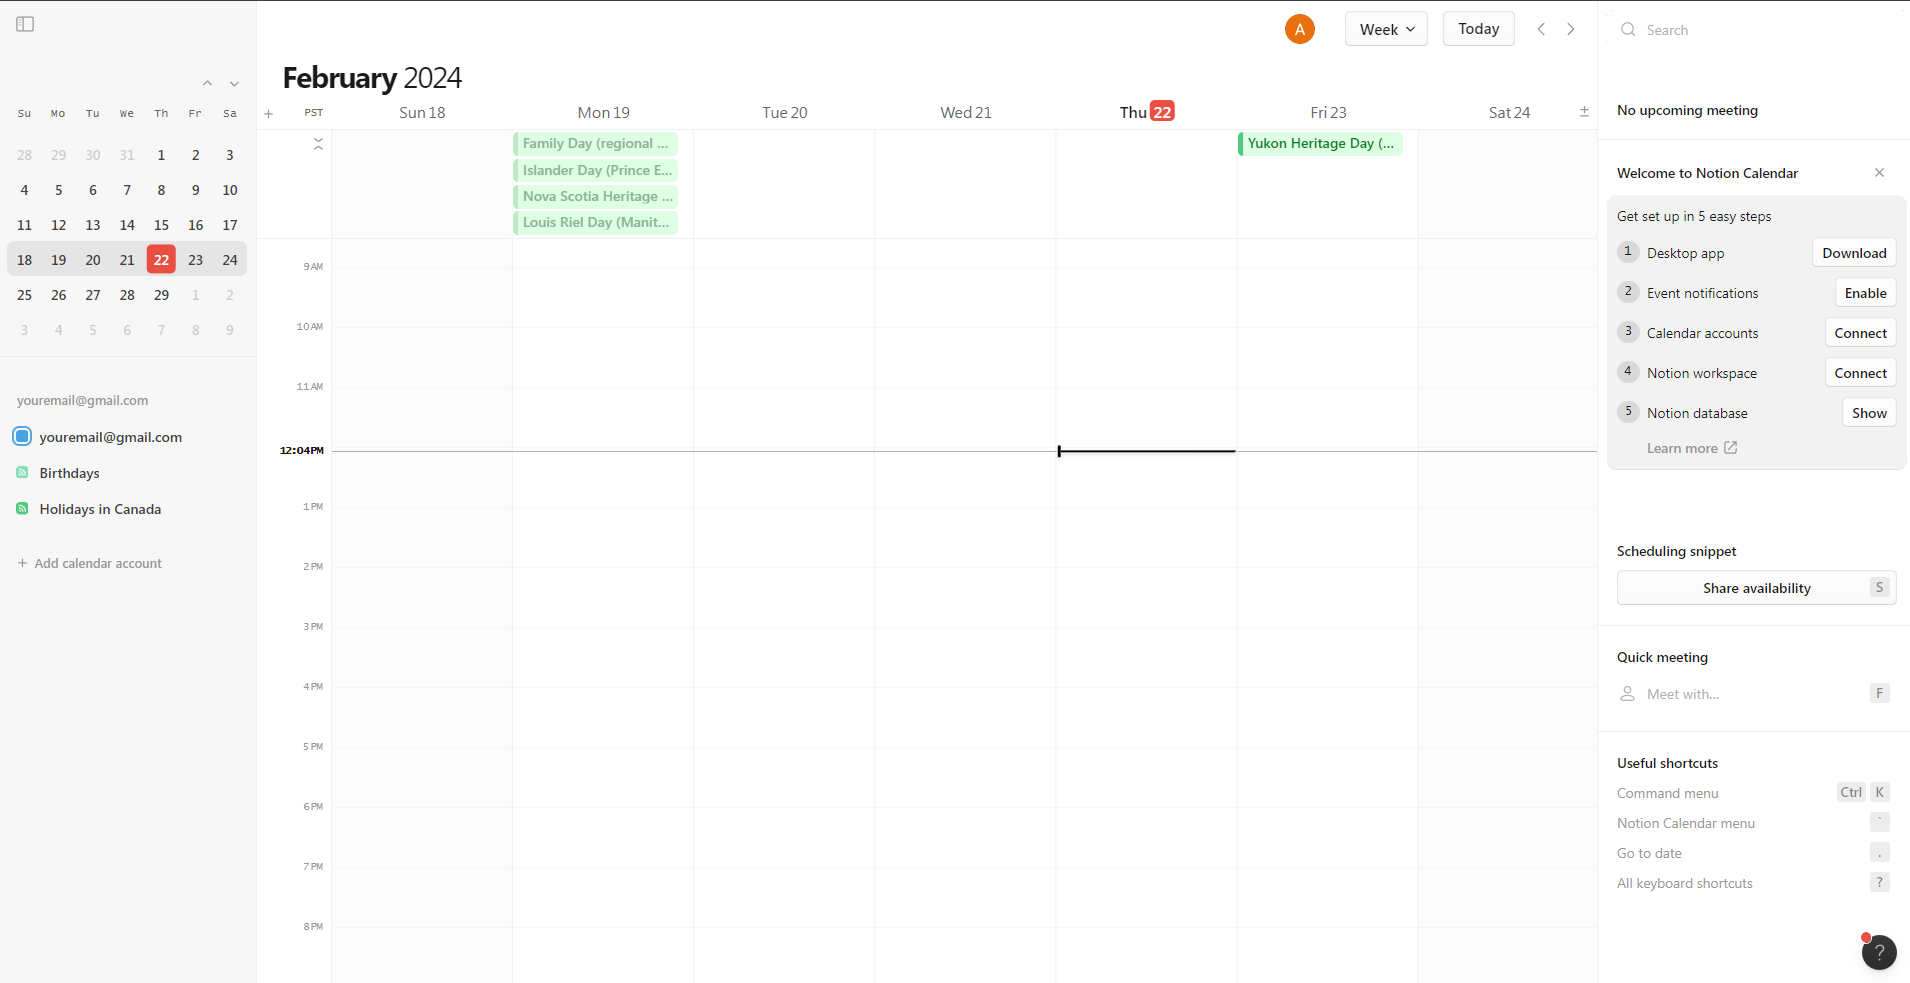 Su Mo Tu We Th Fr Sa
28 29 30 31 1 2 3
4 5 6 7 8 9 10
11 12 13 14 15 16 17
18 19 20 21 22 23 24
25 26 27 28 29 1 2
3 4 5 6 7 8 9
youremail@gmail.com
youremail@gmail.com
Birthdays
Holidays in Canada
+ Add calendar account
A
Week
Today
February 2024
+ PST Sun 18 Mon 19 Tue 20 Wed 21 Thu 22 Fri 23 Sat 24 ±
Family Day (regional ...
Islander Day (Prince E...
Nova Scotia Heritage ...
Louis Riel Day (Manit...
Yukon Heritage Day (...
9 AM
10 AM
11 AM
12:04PM
1 PM
2 PM
3 PM
4 PM
5 PM
6 PM
7 PM
8 PM
Search
No upcoming meeting
Welcome to Notion Calendar
Get set up in 5 easy steps
1 Desktop app Download
2 Event notifications Enable
3 Calendar accounts Connect
4 Notion workspace Connect
5 Notion database Show
Learn more
Scheduling snippet
Share availability S
Quick meeting
Meet with... F
Useful shortcuts
Command menu Ctrl K
Notion Calendar menu `
Go to date .
All keyboard shortcuts ?
?